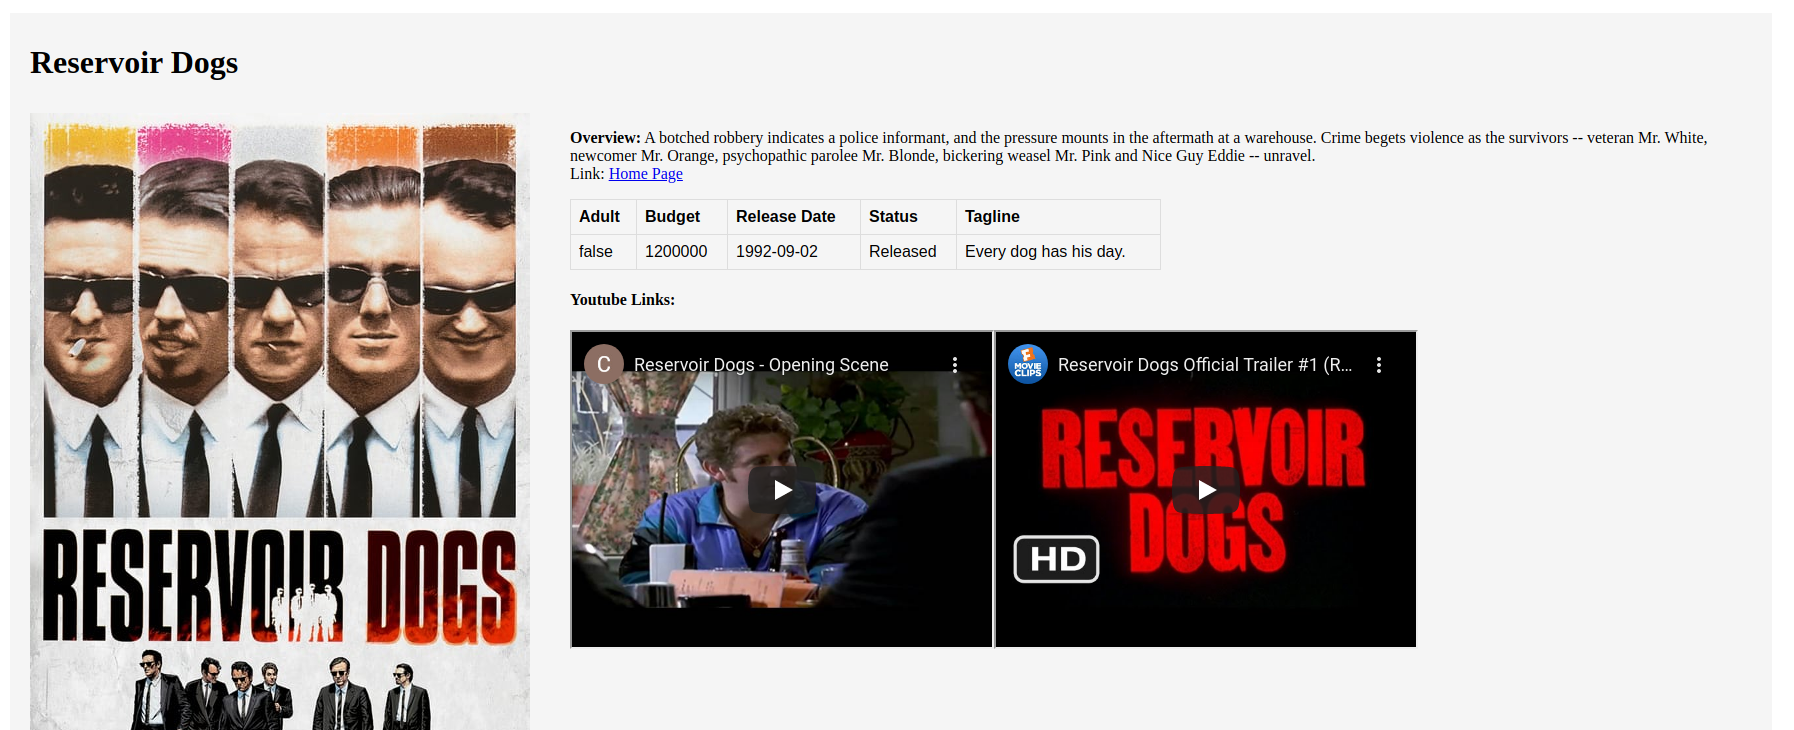 Reservoir Dogs
RESERVOIR DOGS
Overview: A botched robbery indicates a police informant, and the pressure mounts in the aftermath at a warehouse. Crime begets violence as the survivors -- veteran Mr. White,
newcomer Mr. Orange, psychopathic parolee Mr. Blonde, bickering weasel Mr. Pink and Nice Guy Eddie -- unravel.
Link: Home Page
Adult Budget Release Date Status Tagline
false 1200000 1992-09-02 Released Every dog has his day.
Youtube Links:
C Reservoir Dogs - Opening Scene
MOVIE
CLIPS
Reservoir Dogs Official Trailer #1 (R...
RESERVOIR
DOGS
HD